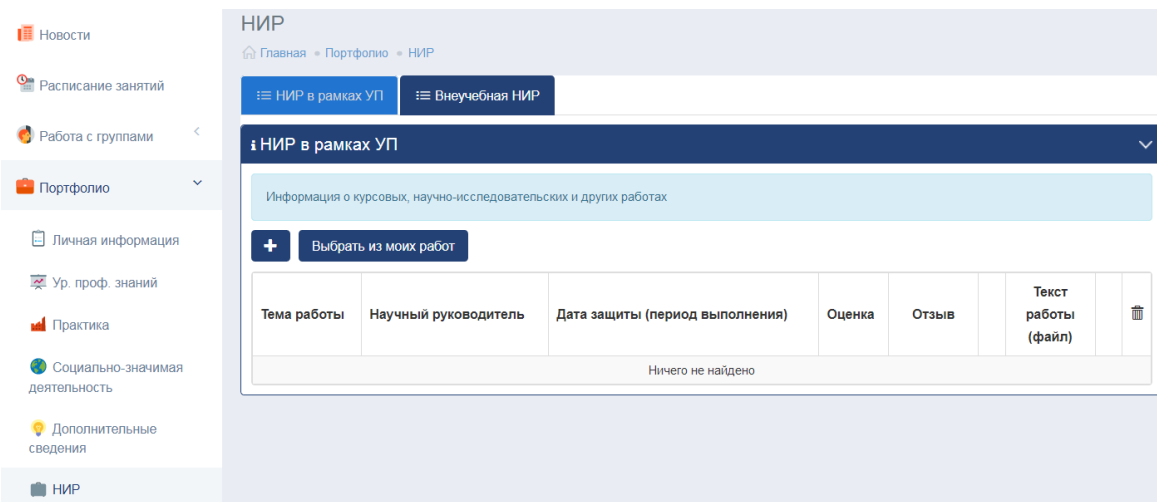 Новости
Расписание занятий
Работа с группами
Портфолио
Личная информация
Ур. проф. знаний
Практика
Социально-значимая
деятельность
Дополнительные
сведения
НИР
НИР
Главная • Портфолио • НИР
НИР в рамках УП
Внеучебная НИР
НИР в рамках УП
Информация о курсовых, научно-исследовательских и других работах
+ Выбрать из моих работ
Тема работы
Научный руководитель
Дата защиты (период выполнения)
Оценка
Отзыв
Текст
работы
(файл)
Ничего не найдено